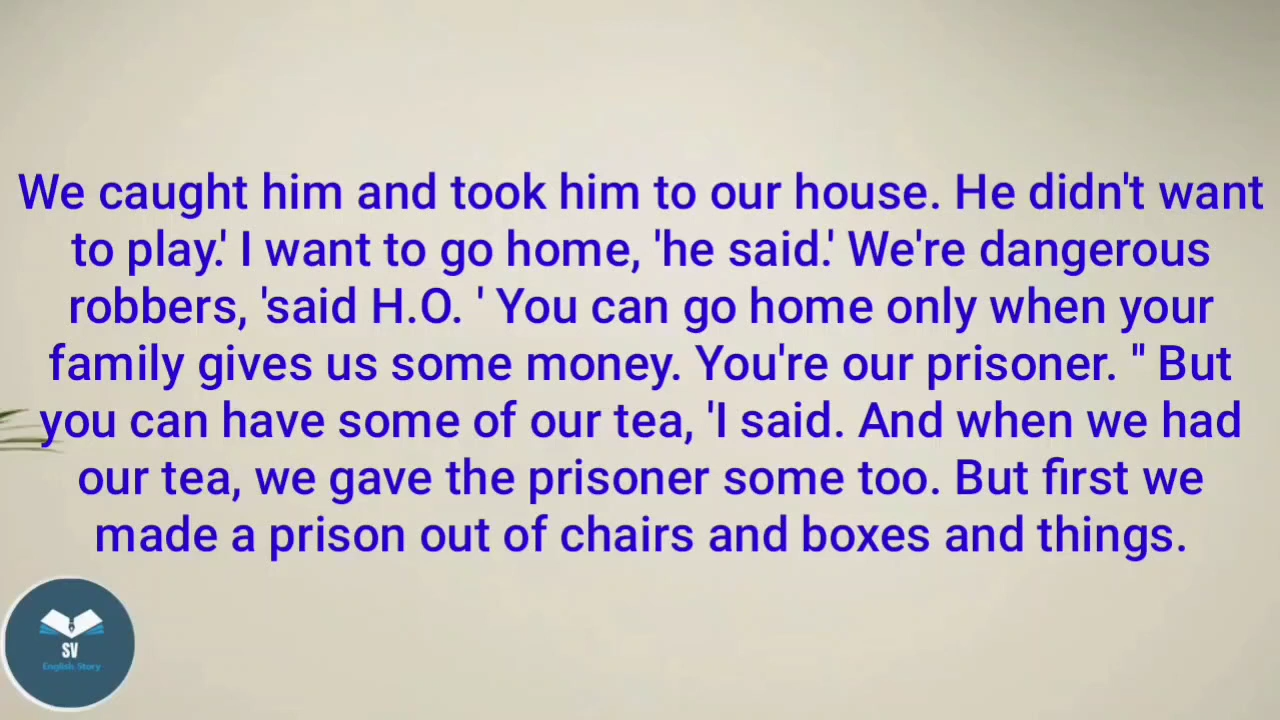 We caught him and took him to our house. He didn't want
to play.' I want to go home, 'he said.' We're dangerous
robbers, 'said H.O. ' You can go home only when your
family gives us some money. You're our prisoner. " But
you can have some of our tea, 'I said. And when we had
our tea, we gave the prisoner some too. But first we
made a prison out of chairs and boxes and things.
SV
English Story